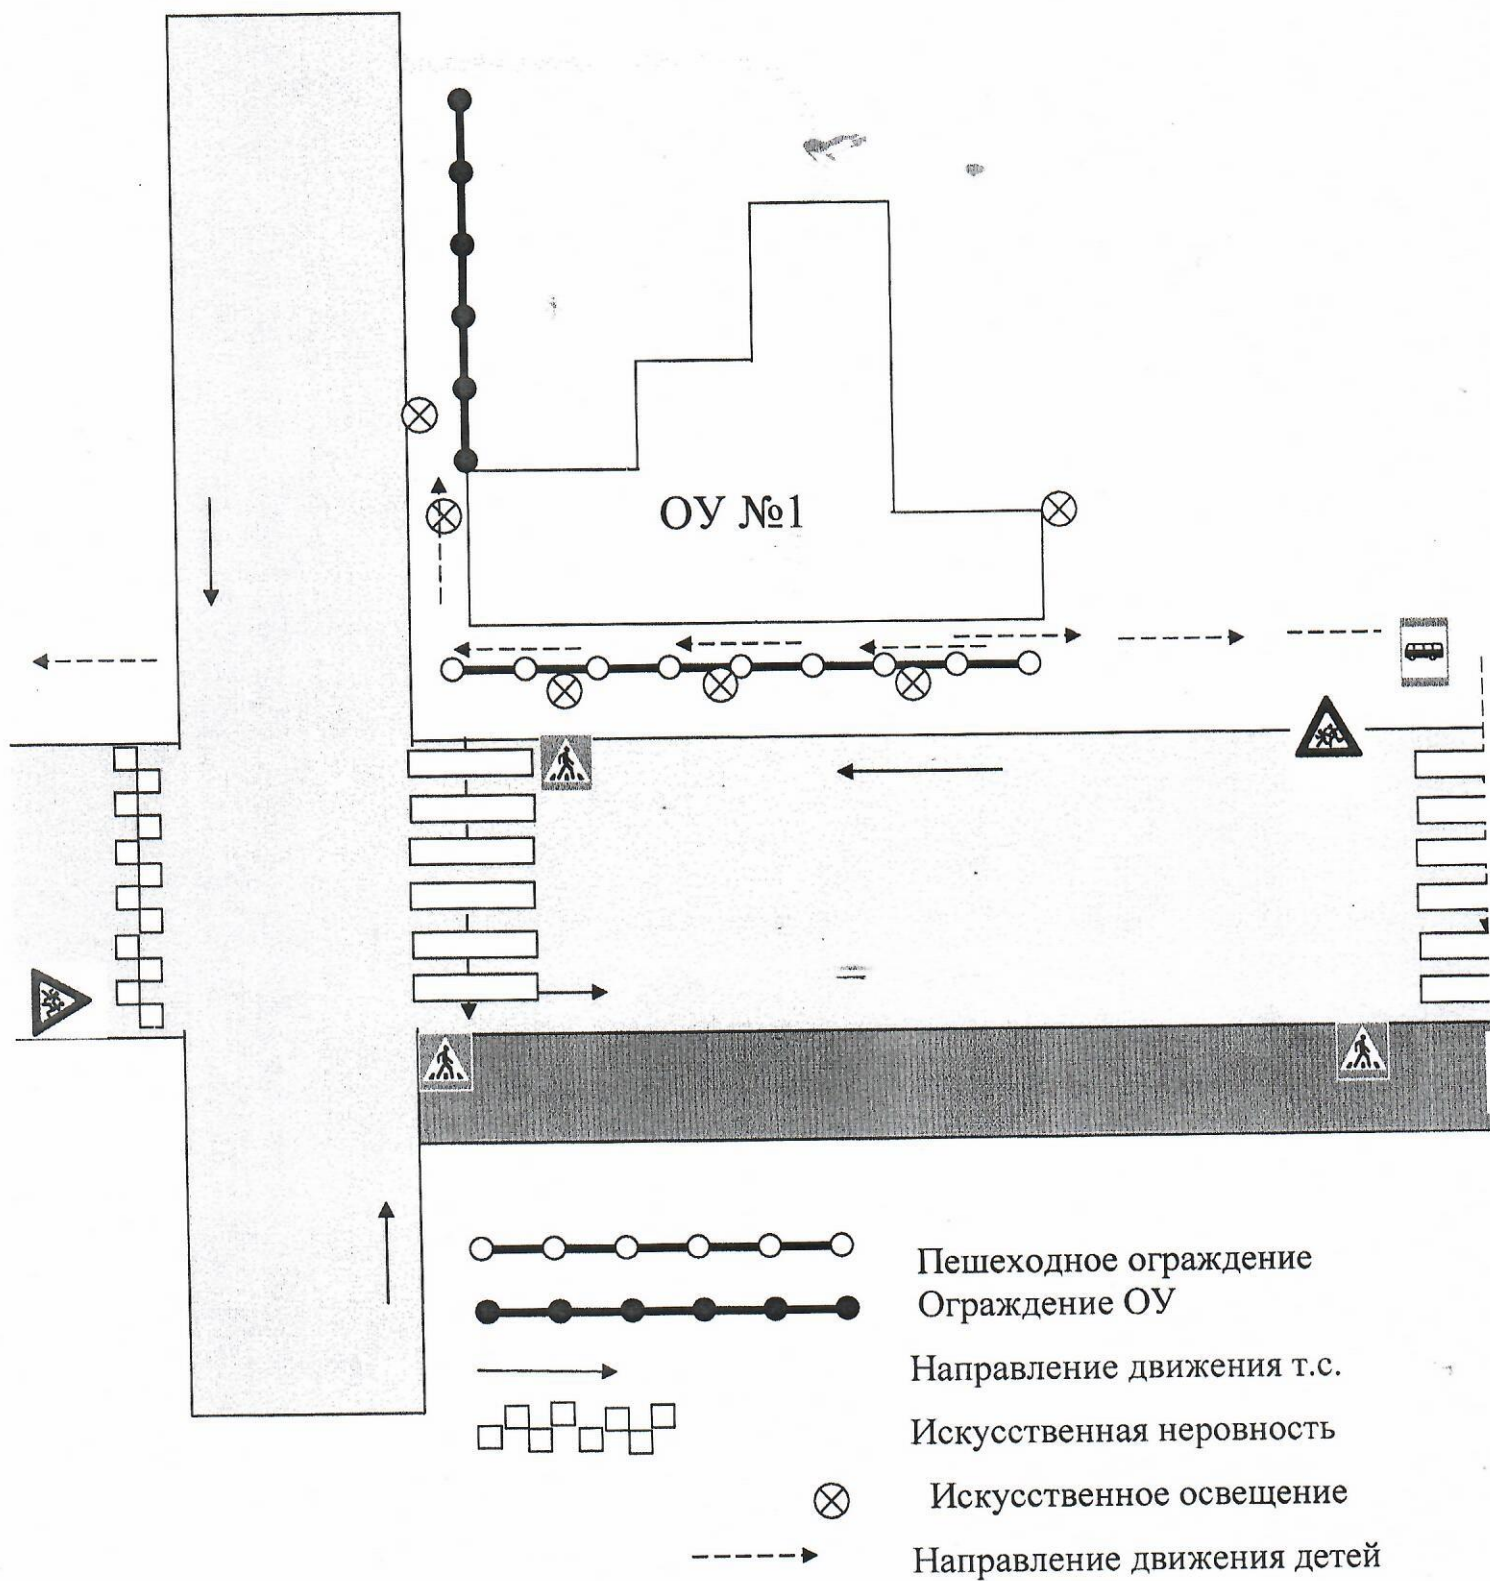 ОУ №1
Пешеходное ограждение
Ограждение ОУ
Направление движения т.с.
Искусственная неровность
Искусственное освещение
Направление движения детей